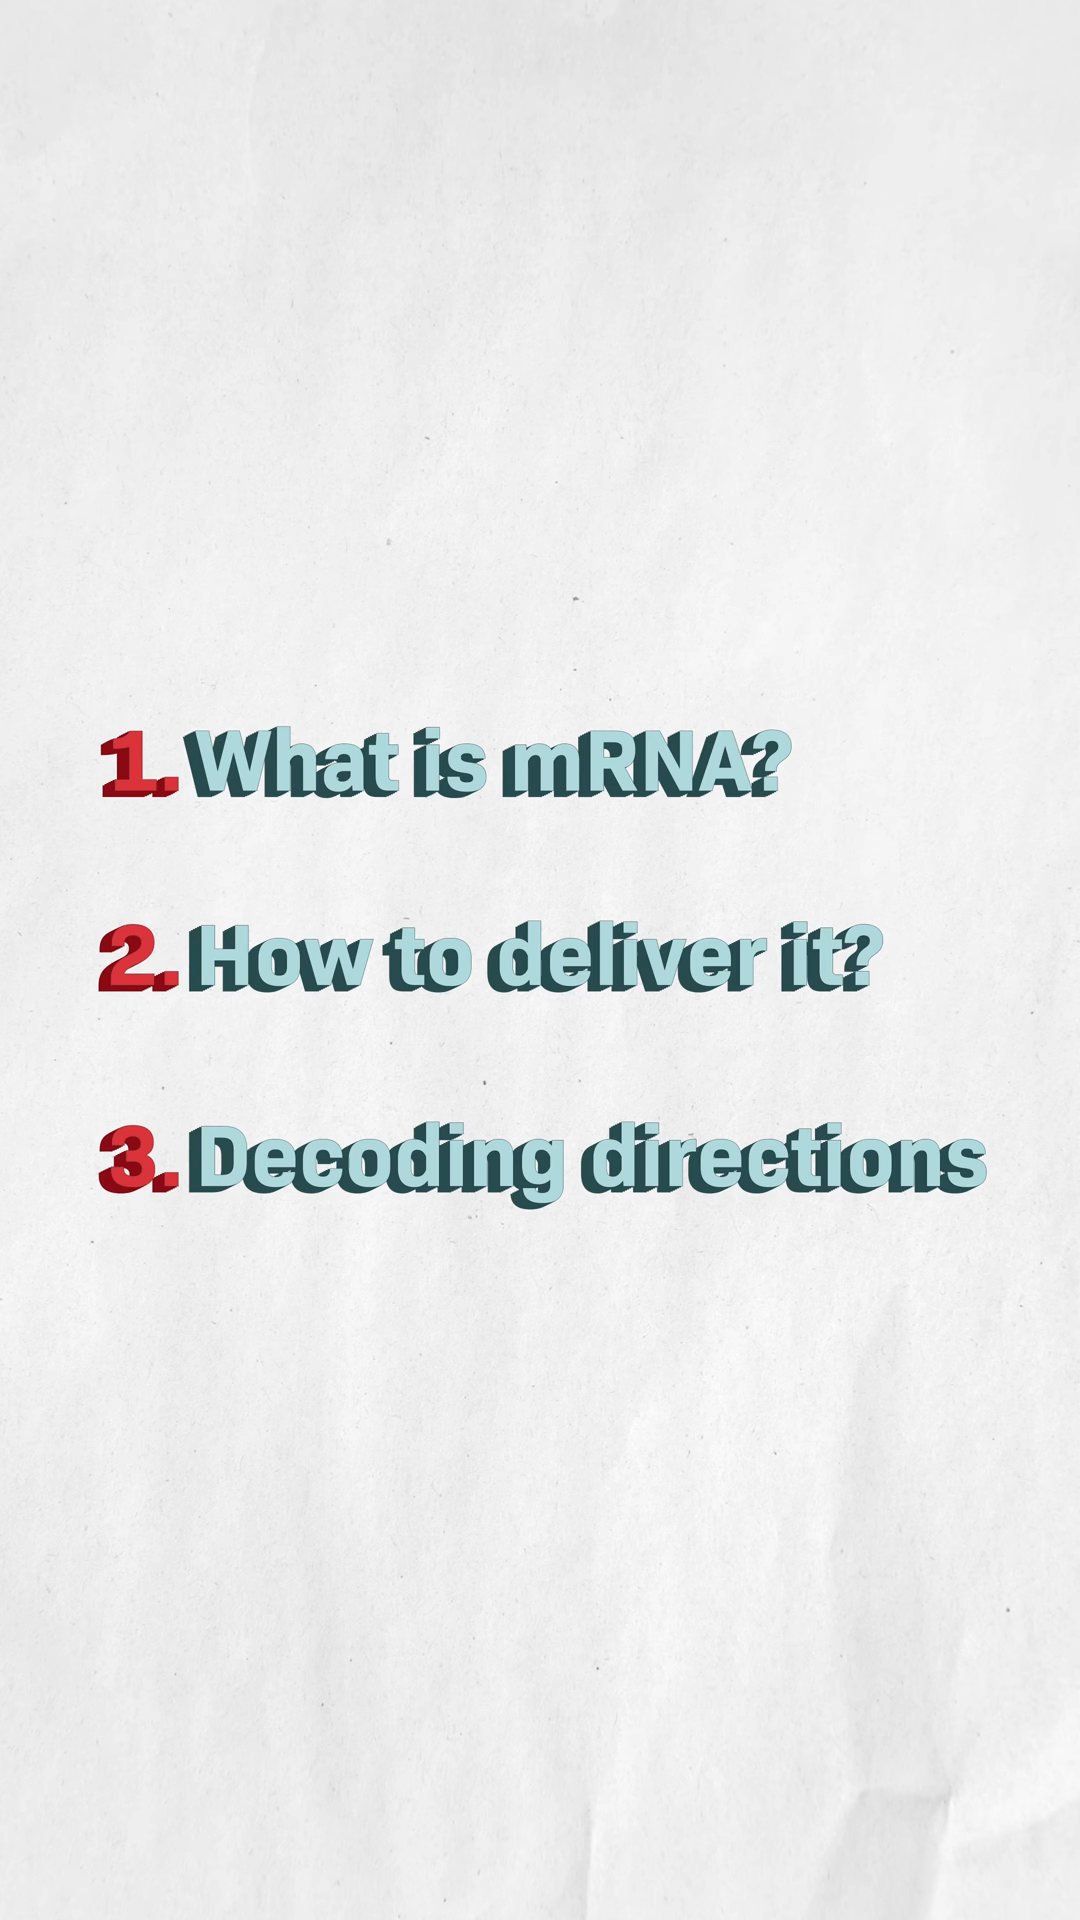 1. What is mRNA?
2. How to deliver it?
3. Decoding directions